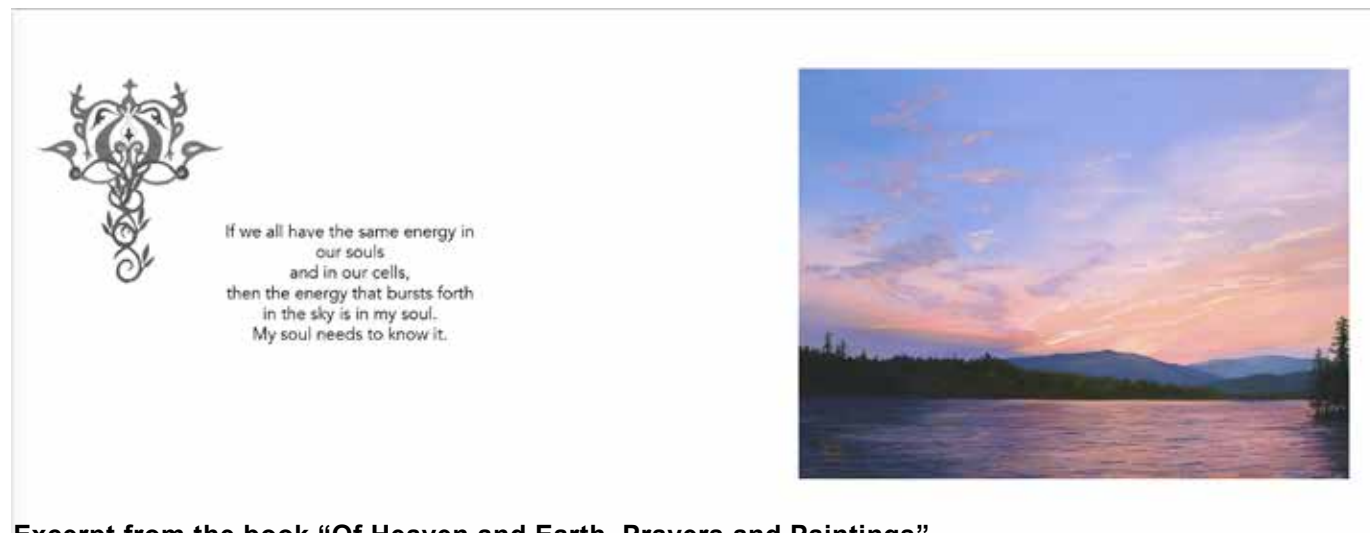 If we all have the same energy in
our souls
and in our cells,
then the energy that bursts forth
in the sky is in my soul.
My soul needs to know it.
Excerpt from the book “Of Heaven and Earth, Prayers and Paintings”